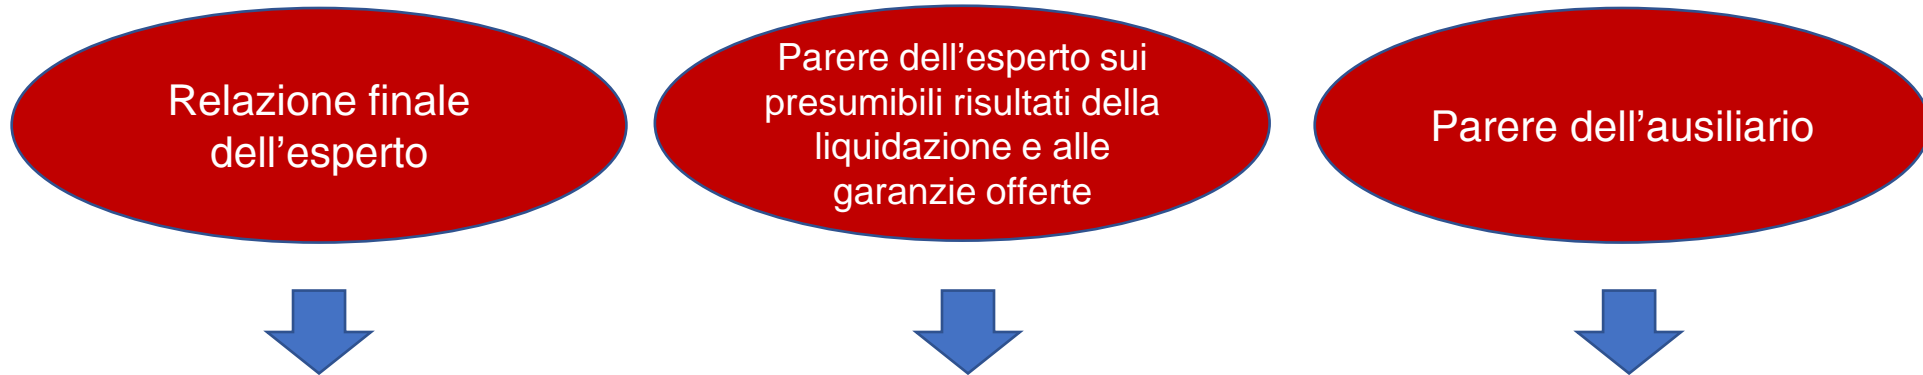 Relazione finale
dell’esperto
Parere dell’esperto sui
presumibili risultati della
liquidazione e alle
garanzie offerte
Parere dell’ausiliario